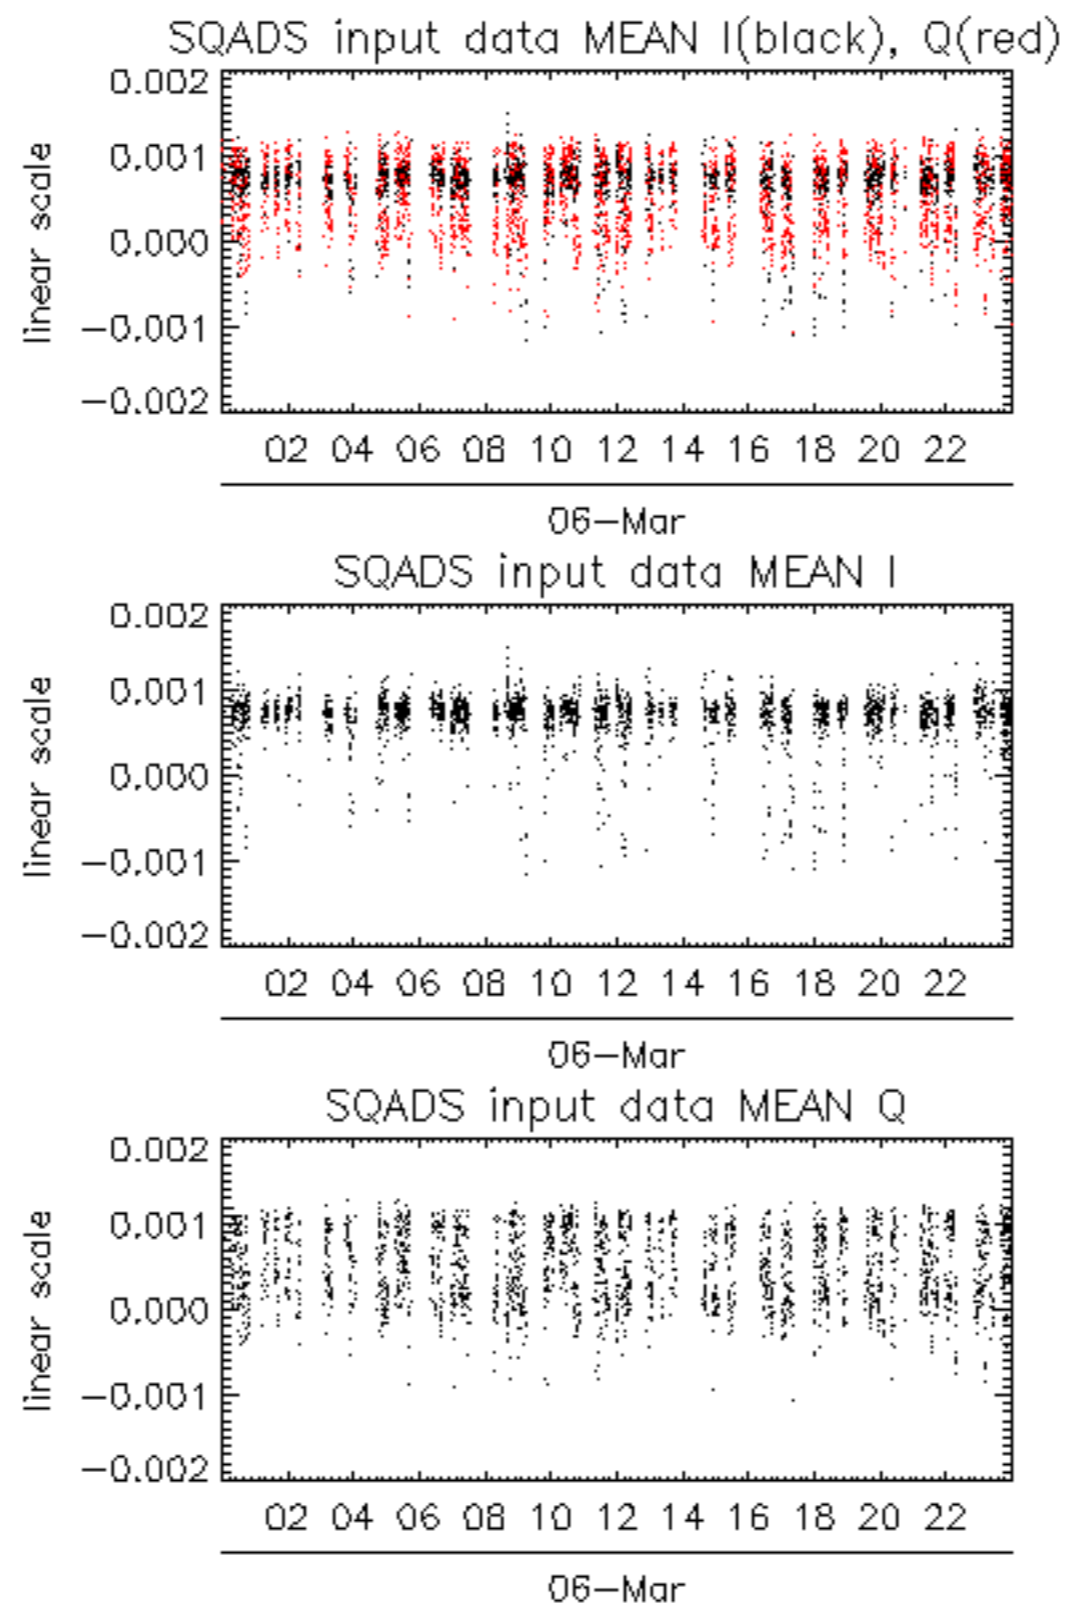 SQADS input data MEAN I(black), Q(red)
0.002
0.001
0.000
−0.001
−0.002
linear scale
02 04 06 08 10 12 14 16 18 20 22
06−Mar
SQADS input data MEAN I
0.002
0.001
0.000
−0.001
−0.002
linear scale
02 04 06 08 10 12 14 16 18 20 22
06−Mar
SQADS input data MEAN Q
0.002
0.001
0.000
−0.001
−0.002
linear scale
02 04 06 08 10 12 14 16 18 20 22
06−Mar